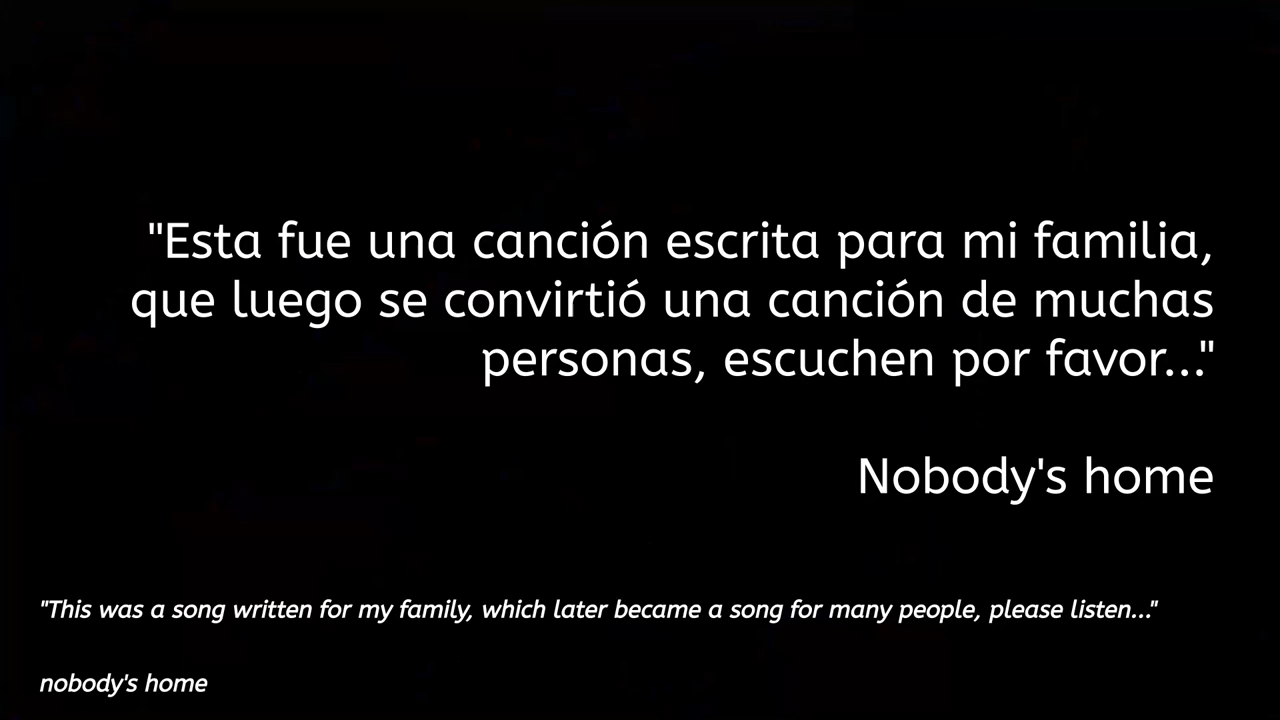 "Esta fue una canción escrita para mi familia,
que luego se convirtió una canción de muchas
personas, escuchen por favor..."
Nobody's home
"This was a song written for my family, which later became a song for many people, please listen..."
nobody's home